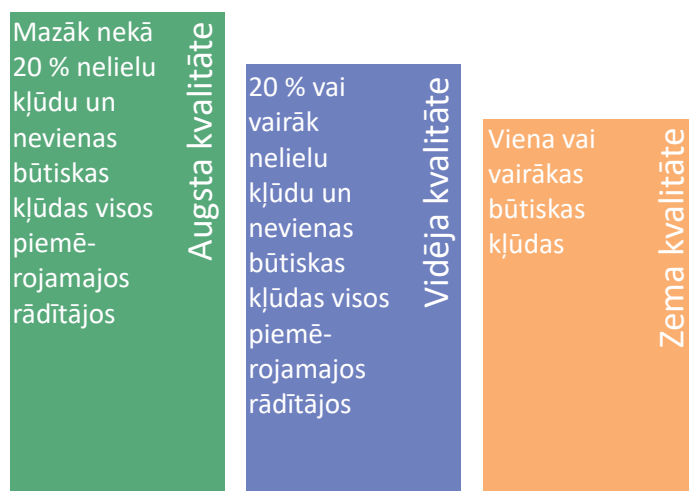 Mazāk nekā
20 % nelielu
kļūdu un
nevienas
būtiskas
kļūdas visos
piemē-
rojamajos
rādītājos
Augsta kvalitāte
20 % vai
vairāk
nelielu
kļūdu un
nevienas
būtiskas
kļūdas visos
piemē-
rojamajos
rādītājos
Vidēja kvalitāte
Viena vai
vairākas
būtiskas
kļūdas
Zema kvalitāte